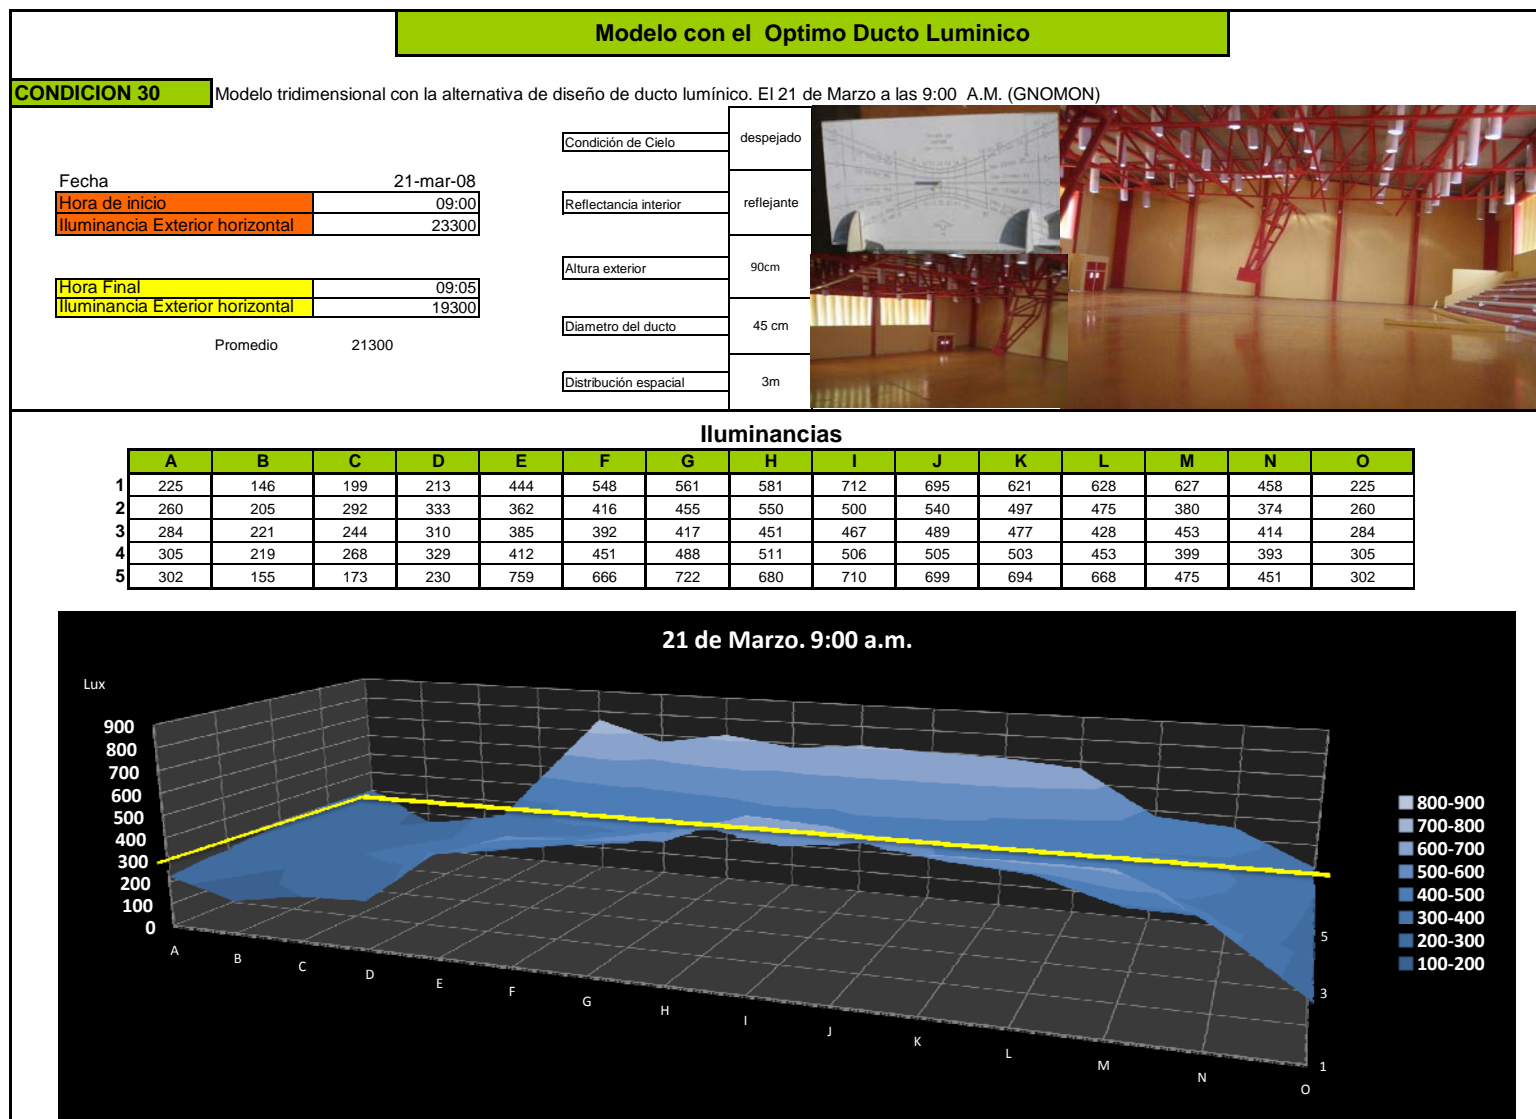 Modelo con el  Optimo Ducto Luminico
CONDICION 30
Modelo tridimensional con la alternativa de diseño de ducto lumínico. El 21 de Marzo a las 9:00  A.M. (GNOMON)
Fecha 21-mar-08
Hora de inicio 09:00
Iluminancia Exterior horizontal 23300
Hora Final 09:05
Iluminancia Exterior horizontal 19300
Promedio 21300
Condición de Cielo despejado
Reflectancia interior reflejante
Altura exterior 90cm
Diametro del ducto 45 cm
Distribución espacial 3m
Iluminancias
A B C D E F G H I J K L M N O
1 225 146 199 213 444 548 561 581 712 695 621 628 627 458 225
2 260 205 292 333 362 416 455 550 500 540 497 475 380 374 260
3 284 221 244 310 385 392 417 451 467 489 477 428 453 414 284
4 305 219 268 329 412 451 488 511 506 505 503 453 399 393 305
5 302 155 173 230 759 666 722 680 710 699 694 668 475 451 302
21 de Marzo. 9:00 a.m.
Lux
900
800
700
600
500
400
300
200
100
0
A B C D E F G H I J K L M N O
5
3
1
800-900
700-800
600-700
500-600
400-500
300-400
200-300
100-200